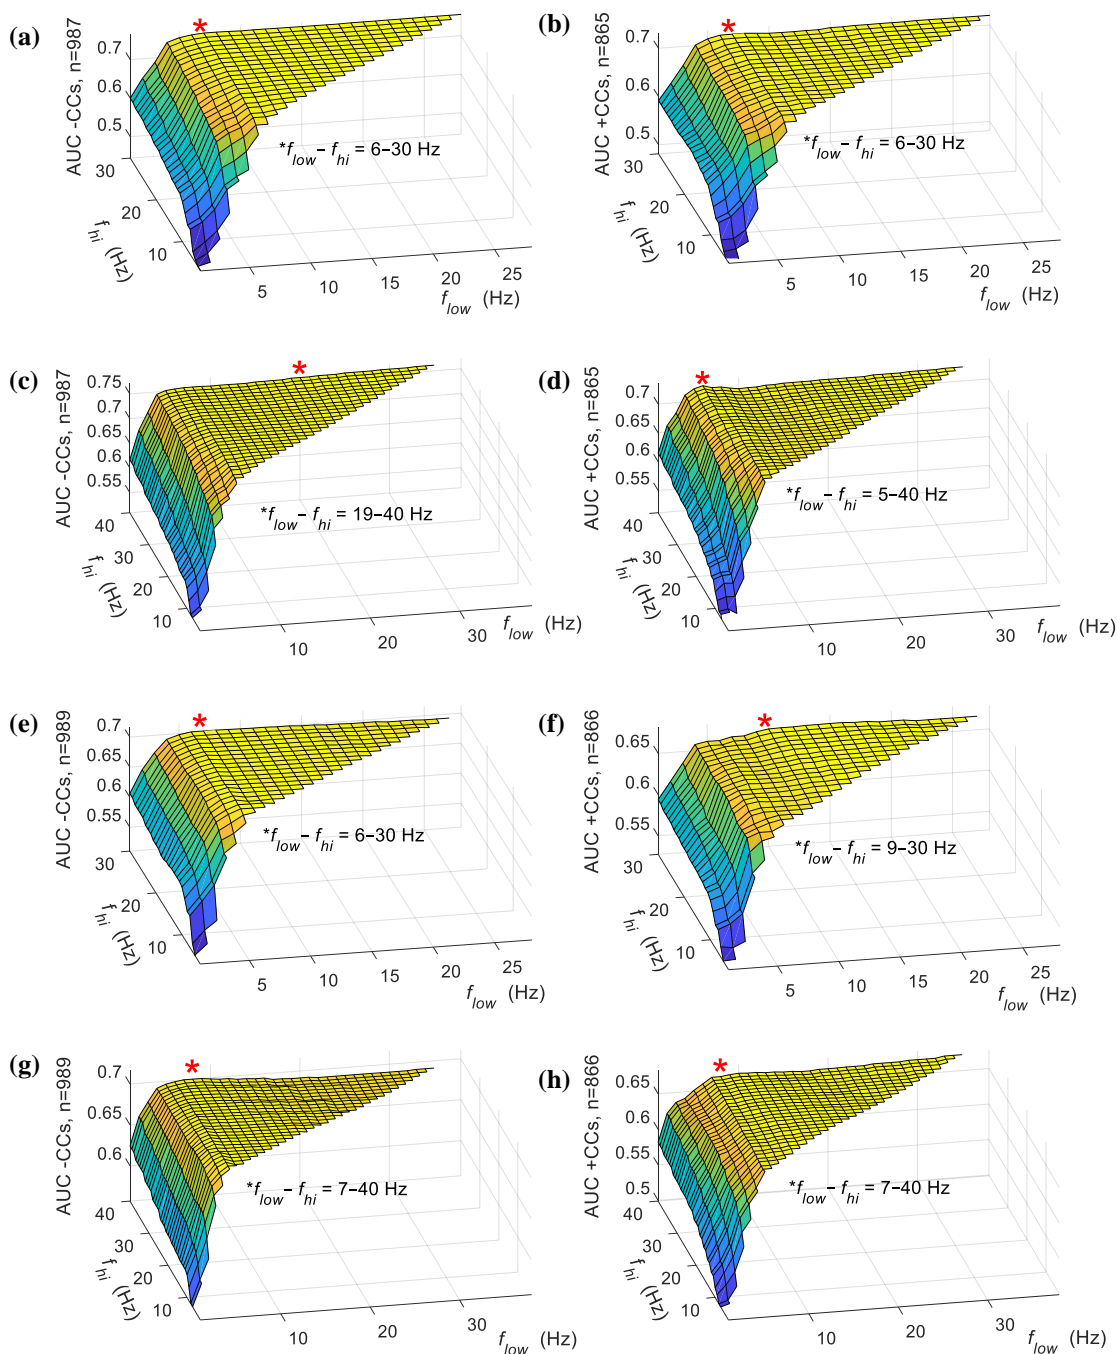 (a)
AUC -CCs, n=987
0.7
0.6
0.5
30
20
10
f_hi (Hz)
*
*f_low – f_hi = 6–30 Hz
5
10
15
20
25
f_low (Hz)
(b)
AUC +CCs, n=865
0.7
0.6
0.5
30
20
10
f_hi (Hz)
*
*f_low – f_hi = 6–30 Hz
5
10
15
20
25
f_low (Hz)
(c)
AUC -CCs, n=987
0.75
0.7
0.65
0.6
0.55
40
30
20
10
f_hi (Hz)
*
*f_low – f_hi = 19–40 Hz
10
20
30
f_low (Hz)
(d)
AUC +CCs, n=865
0.7
0.65
0.6
0.55
40
30
20
10
f_hi (Hz)
*
*f_low – f_hi = 5–40 Hz
10
20
30
f_low (Hz)
(e)
AUC -CCs, n=989
0.7
0.65
0.6
0.55
30
20
10
f_hi (Hz)
*
*f_low – f_hi = 6–30 Hz
5
10
15
20
25
f_low (Hz)
(f)
AUC +CCs, n=866
0.65
0.6
0.55
30
20
10
f_hi (Hz)
*
*f_low – f_hi = 9–30 Hz
5
10
15
20
25
f_low (Hz)
(g)
AUC -CCs, n=989
0.7
0.65
0.6
40
30
20
10
f_hi (Hz)
*
*f_low – f_hi = 7–40 Hz
10
20
30
f_low (Hz)
(h)
AUC +CCs, n=866
0.65
0.6
0.55
0.5
40
30
20
10
f_hi (Hz)
*
*f_low – f_hi = 7–40 Hz
10
20
30
f_low (Hz)